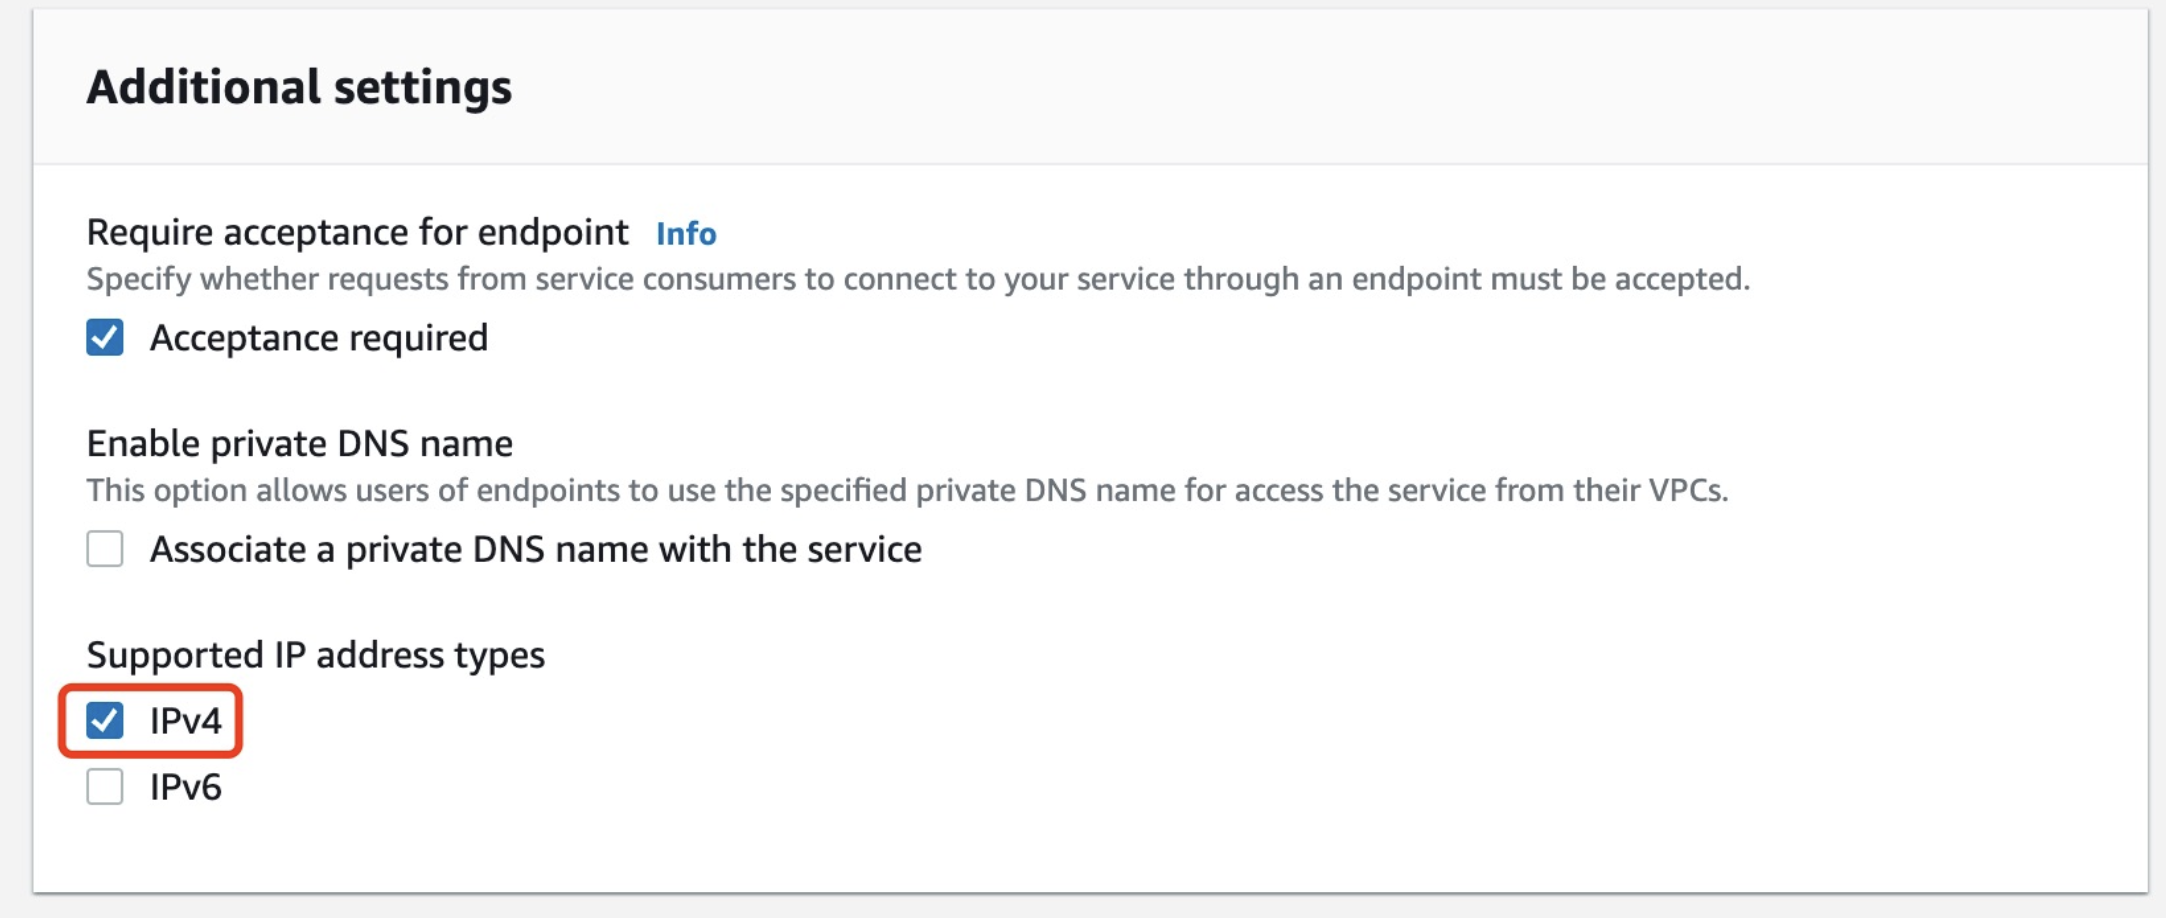 Additional settings
Require acceptance for endpoint Info
Specify whether requests from service consumers to connect to your service through an endpoint must be accepted.
Acceptance required
Enable private DNS name
This option allows users of endpoints to use the specified private DNS name for access the service from their VPCs.
Associate a private DNS name with the service
Supported IP address types
IPv4
IPv6